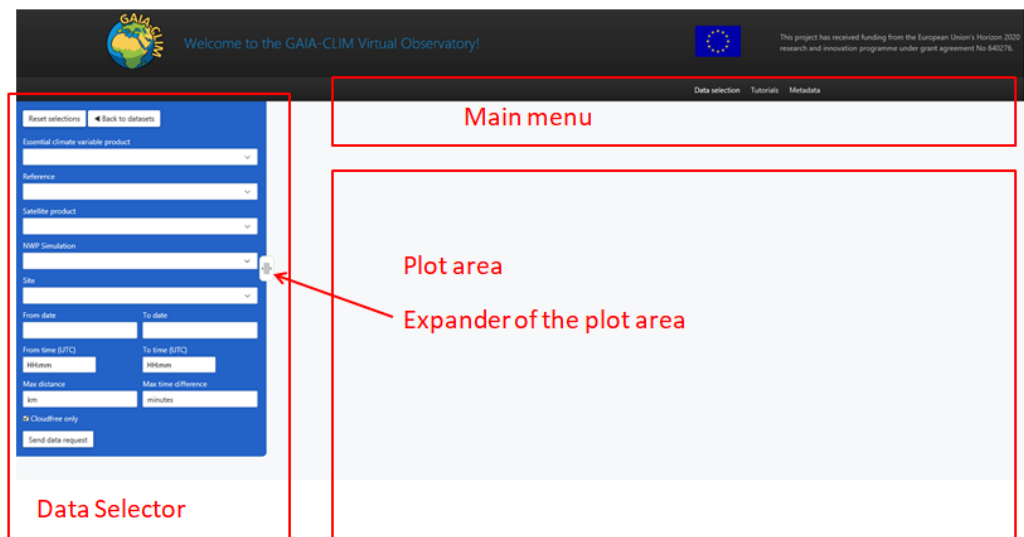 GAIA-CLIM
Welcome to the GAIA-CLIM Virtual Observatory!
This project has received funding from the European Union's Horizon 2020
research and innovation programme under grant agreement No 640276.
Data selection Tutorials Metadata
Main menu
Reset selections ◀ Back to datasets
Essential climate variable product
Reference
Satellite product
NWP Simulation
Site
From date To date
From time (UTC) To time (UTC)
HH:mm HH:mm
Max distance Max time difference
km minutes
Cloudfree only
Send data request
Plot area
Expander of the plot area
Data Selector